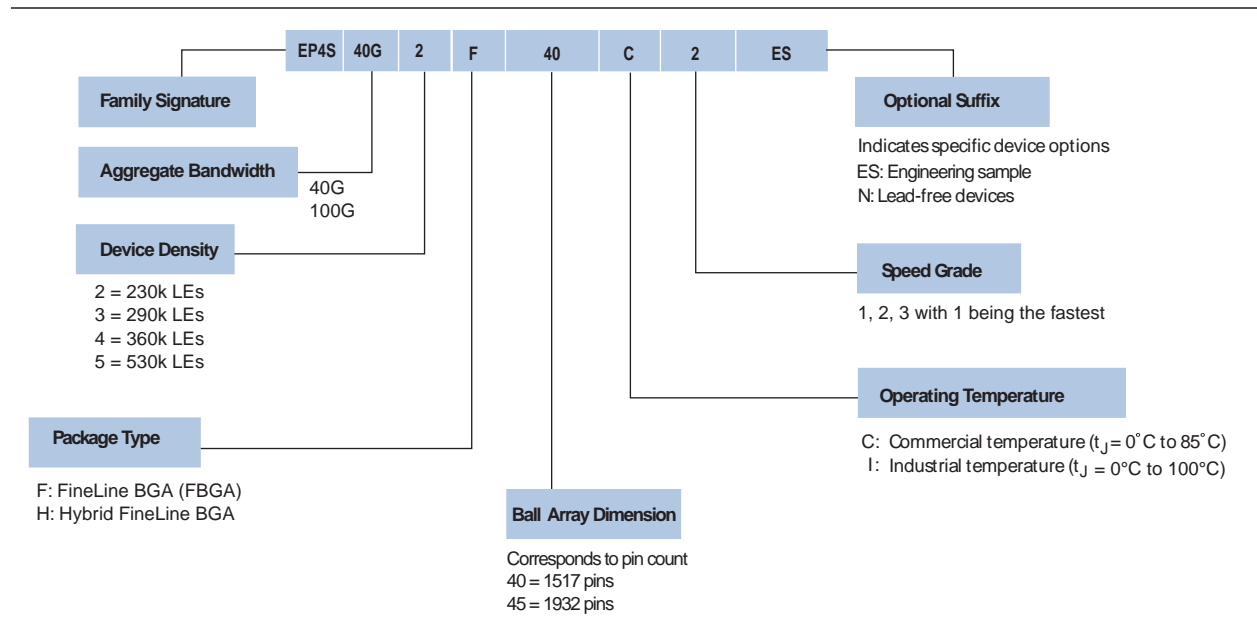 EP4S 40G 2 F 40 C 2 ES
Family Signature
Optional Suffix
Indicates specific device options
ES: Engineering sample
N: Lead-free devices
Aggregate Bandwidth
40G
100G
Device Density
2 = 230k LEs
3 = 290k LEs
4 = 360k LEs
5 = 530k LEs
Speed Grade
1, 2, 3 with 1 being the fastest
Operating Temperature
C: Commercial temperature (tJ = 0°C to 85°C)
I: Industrial temperature (tJ = 0°C to 100°C)
Package Type
F: FineLine BGA (FBGA)
H: Hybrid FineLine BGA
Ball Array Dimension
Corresponds to pin count
40 = 1517 pins
45 = 1932 pins